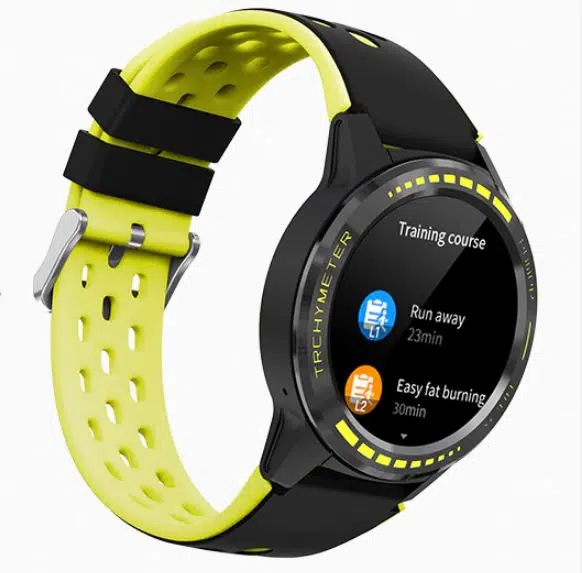 TRCHYMETER
Training course
L1
Run away
23min
L2
Easy fat burning
30min